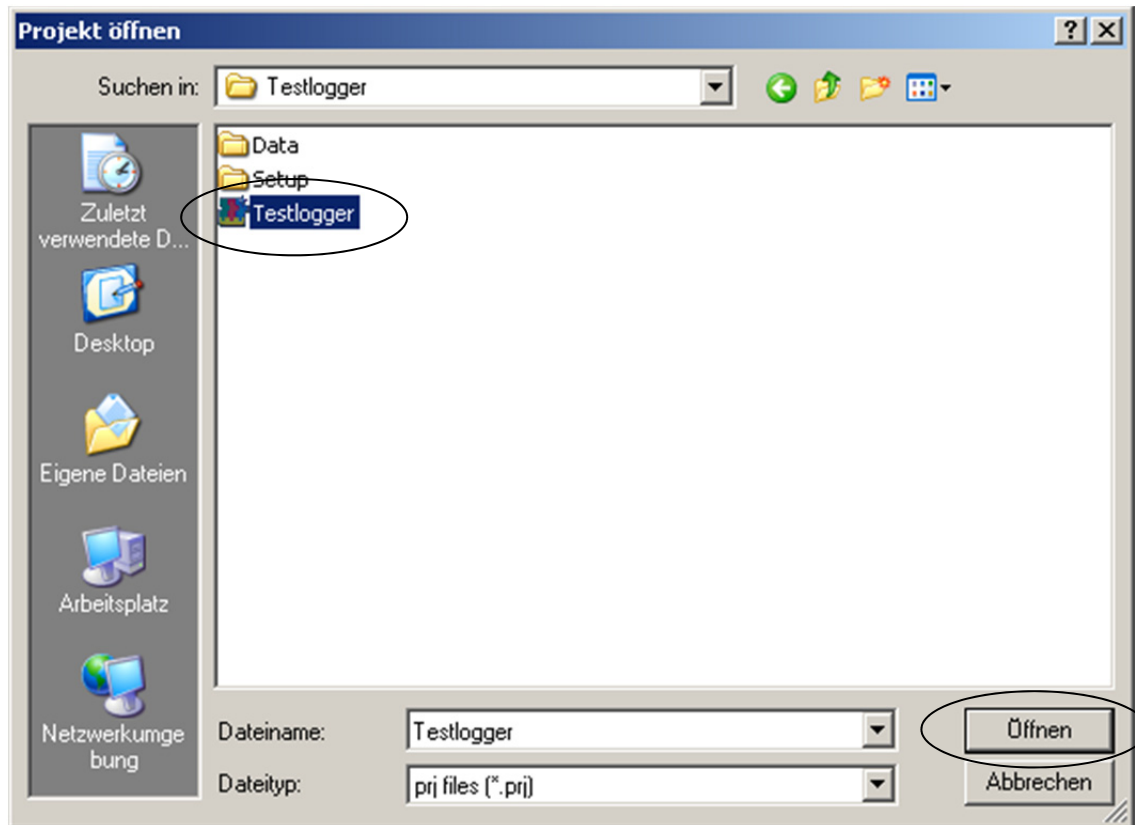 Projekt öffnen
Suchen in: Testlogger
Data
Setup
Testlogger
Zuletzt
verwendete D...
Desktop
Eigene Dateien
Arbeitsplatz
Netzwerkumge
bung
Dateiname: Testlogger
Öffnen
Dateityp: prj files (*.prj)
Abbrechen